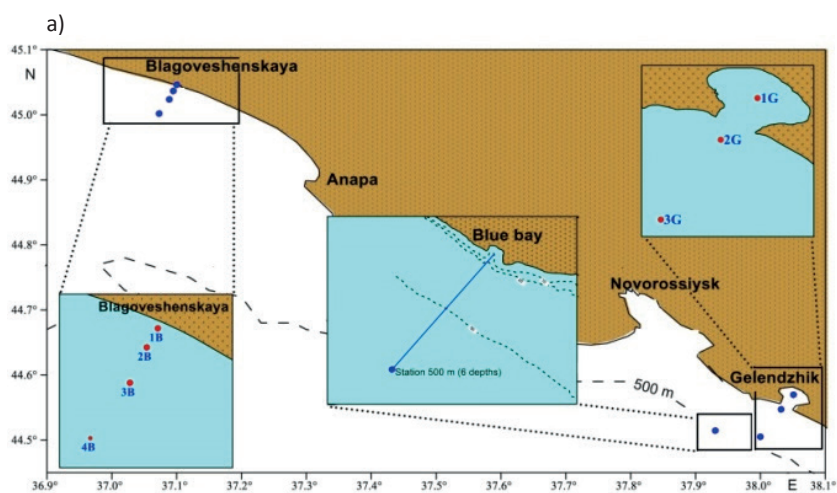 a)
45.1°
N
45.0°
44.9°
44.8°
44.7°
44.6°
44.5°
36.9°
37.0°
37.1°
37.2°
37.3°
37.4°
37.5°
37.6°
37.7°
37.8°
37.9°
38.0°
E
38.1°
Blagoveshenskaya
Anapa
Novorossiysk
Gelendzhik
500 m
1G
2G
3G
Blue bay
Station 500 m (6 depths)
Blagoveshenskaya
1B
2B
3B
4B